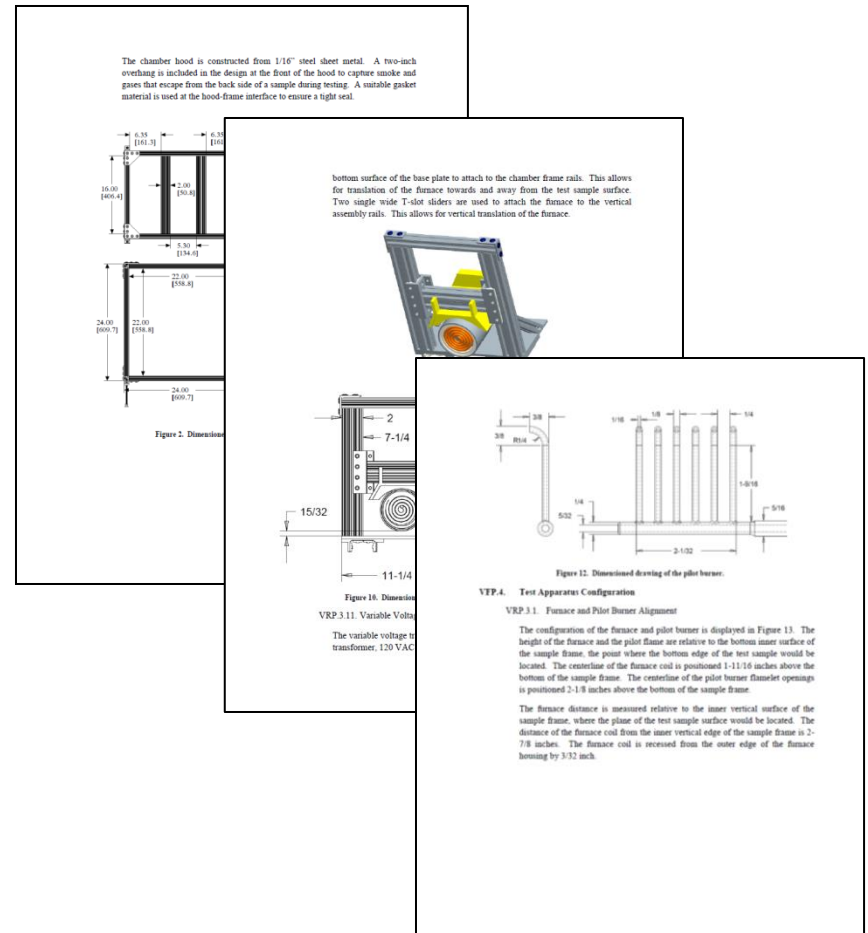 The chamber hood is constructed from 1/16" steel sheet metal. A two-inch
overhang is included in the design at the front of the hood to capture smoke and
gases that escape from the back side of a sample during testing. A suitable gasket
material is used at the hood-frame interface to ensure a tight seal.
6.35
[161.3]
6.35
[161
16.00
[406.4]
2.00
[50.8]
5.30
[134.6]
22.00
[558.8]
24.00
[609.7]
22.00
[558.8]
24.00
[609.7]
Figure 2. Dimensione
bottom surface of the base plate to attach to the chamber frame rails. This allows
for translation of the furnace towards and away from the test sample surface.
Two single wide T-slot sliders are used to attach the furnace to the vertical
assembly rails. This allows for vertical translation of the furnace.
2
7-1/4
15/32
11-1/4
Figure 10. Dimension
VRP.3.11. Variable Volta
The variable voltage tr
transformer, 120 VAC
3/8
3/8
R1/4
1/16
1/8
1/4
1-9/16
1/4
5/32
5/16
2-1/32
Figure 12. Dimensioned drawing of the pilot burner.
VFP.4. Test Apparatus Configuration
VRP.3.1. Furnace and Pilot Burner Alignment
The configuration of the furnace and pilot burner is displayed in Figure 13. The
height of the furnace and the pilot flame are relative to the bottom inner surface of
the sample frame, the point where the bottom edge of the test sample would be
located. The centerline of the furnace coil is positioned 1-11/16 inches above the
bottom of the sample frame. The centerline of the pilot burner flamelet openings
is positioned 2-1/8 inches above the bottom of the sample frame.
The furnace distance is measured relative to the inner vertical surface of the
sample frame, where the plane of the test sample surface would be located. The
distance of the furnace coil from the inner vertical edge of the sample frame is 2-
7/8 inches. The furnace coil is recessed from the outer edge of the furnace
housing by 3/32 inch.